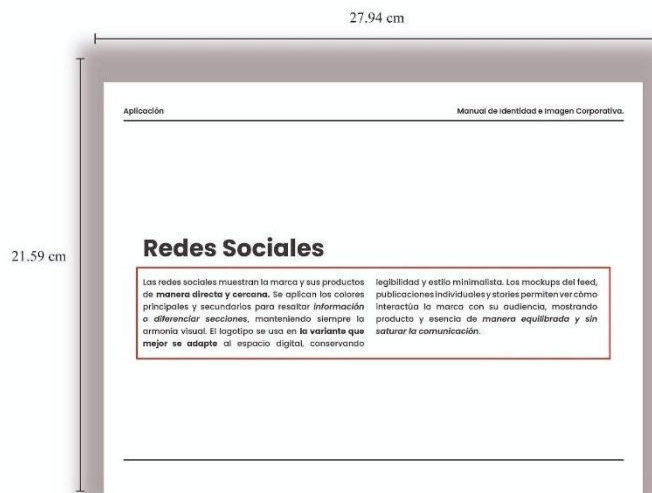 27.94 cm
21.59 cm
Aplicación
Manual de Identidad e Imagen Corporativa.
Redes Sociales
Las redes sociales muestran la marca y sus productos
de manera directa y cercana. Se aplican los colores
principales y secundarios para resaltar información
o diferenciar secciones, manteniendo siempre la
armonía visual. El logotipo se usa en la variante que
mejor se adapte al espacio digital, conservando
legibilidad y estilo minimalista. Los mockups del feed,
publicaciones individuales y stories permiten ver cómo
interactúa la marca con su audiencia, mostrando
producto y esencia de manera equilibrada y sin
saturar la comunicación.